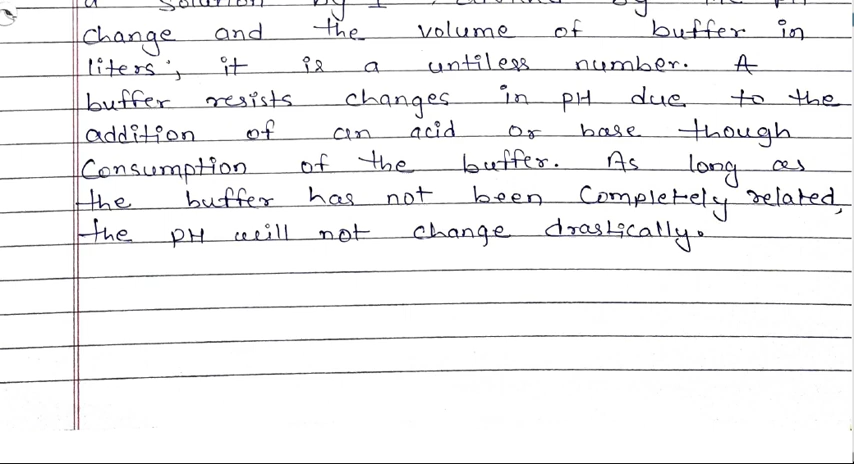 change and the volume of buffer in
liters', it is a untiless number. A
buffer resists changes in pH due to the
addition of an acid or base though
Consumption of the buffer. As long as
the buffer has not been Completely related,
the pH will not change drastically.